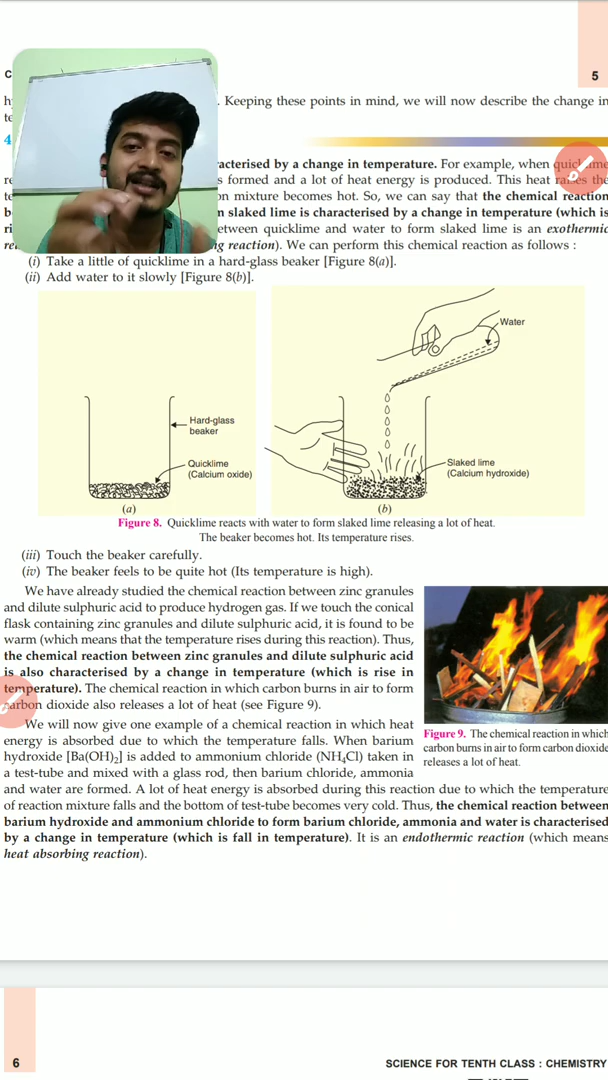 5
C
hy . Keeping these points in mind, we will now describe the change in
te
4
racterised by a change in temperature. For example, when quicklime
re s formed and a lot of heat energy is produced. This heat raises the
te on mixture becomes hot. So, we can say that the chemical reaction
b n slaked lime is characterised by a change in temperature (which is
ri etween quicklime and water to form slaked lime is an exothermic
re ng reaction). We can perform this chemical reaction as follows :
(i) Take a little of quicklime in a hard-glass beaker [Figure 8(a)].
(ii) Add water to it slowly [Figure 8(b)].
Water
Hard-glass
beaker
Quicklime
(Calcium oxide)
Slaked lime
(Calcium hydroxide)
(a) (b)
Figure 8. Quicklime reacts with water to form slaked lime releasing a lot of heat.
The beaker becomes hot. Its temperature rises.
(iii) Touch the beaker carefully.
(iv) The beaker feels to be quite hot (Its temperature is high).
We have already studied the chemical reaction between zinc granules
and dilute sulphuric acid to produce hydrogen gas. If we touch the conical
flask containing zinc granules and dilute sulphuric acid, it is found to be
warm (which means that the temperature rises during this reaction). Thus,
the chemical reaction between zinc granules and dilute sulphuric acid
is also characterised by a change in temperature (which is rise in
temperature). The chemical reaction in which carbon burns in air to form
carbon dioxide also releases a lot of heat (see Figure 9).
We will now give one example of a chemical reaction in which heat
energy is absorbed due to which the temperature falls. When barium
hydroxide [Ba(OH)2] is added to ammonium chloride (NH4Cl) taken in
a test-tube and mixed with a glass rod, then barium chloride, ammonia
Figure 9. The chemical reaction in which
carbon burns in air to form carbon dioxide
releases a lot of heat.
and water are formed. A lot of heat energy is absorbed during this reaction due to which the temperature
of reaction mixture falls and the bottom of test-tube becomes very cold. Thus, the chemical reaction between
barium hydroxide and ammonium chloride to form barium chloride, ammonia and water is characterised
by a change in temperature (which is fall in temperature). It is an endothermic reaction (which means
heat absorbing reaction).
6
SCIENCE FOR TENTH CLASS : CHEMISTRY